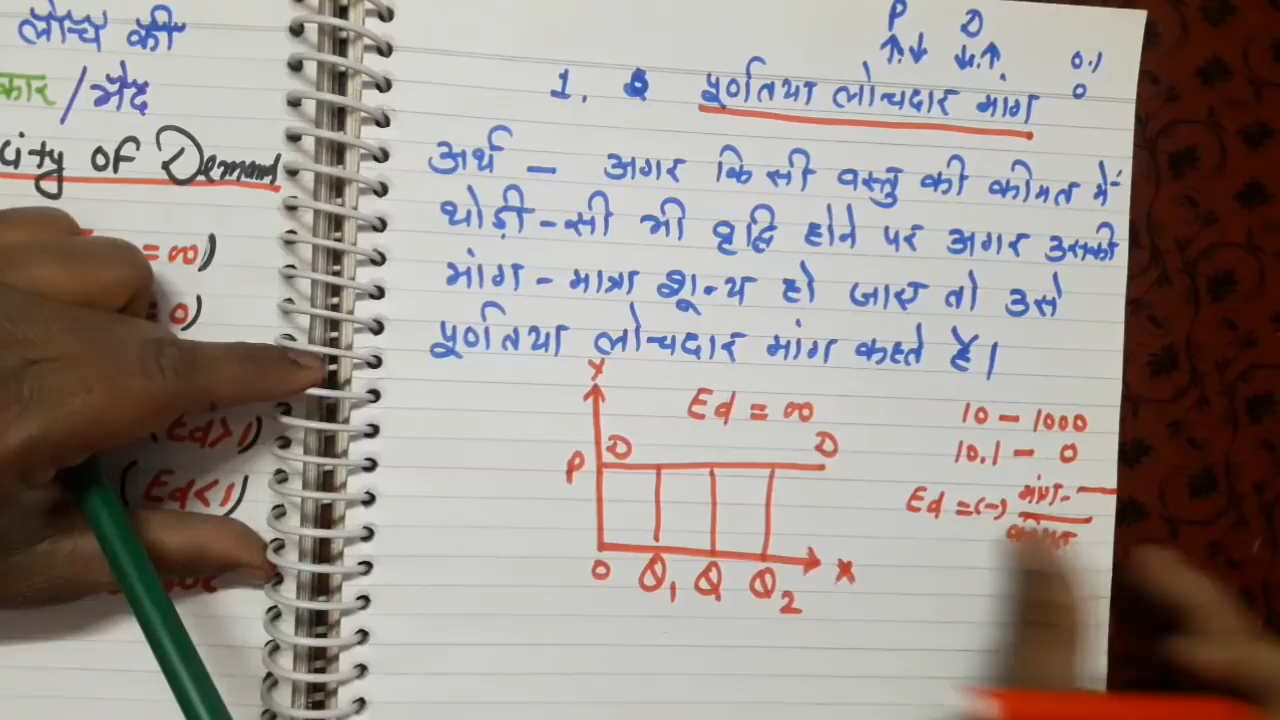 लोच की
कार / भेद
city of Demand
= ∞)
= 0)
(Ed>1)
(Ed<1)
P D
↑↓ ↓↑ 0.1
0
1. पूर्णतया लोचदार माग
अर्थ – अगर किसी वस्तु की कीमत में
थोड़ी-सी भी वृद्धि होने पर अगर उसकी
मांग-मात्रा शून्य हो जाए तो उसे
पूर्णतया लोचदार मांग कहते हैं।
Y
Ed = ∞
10 – 1000
D D
10.1 – 0
P
Ed = (-)
O Q1 Q Q2 X